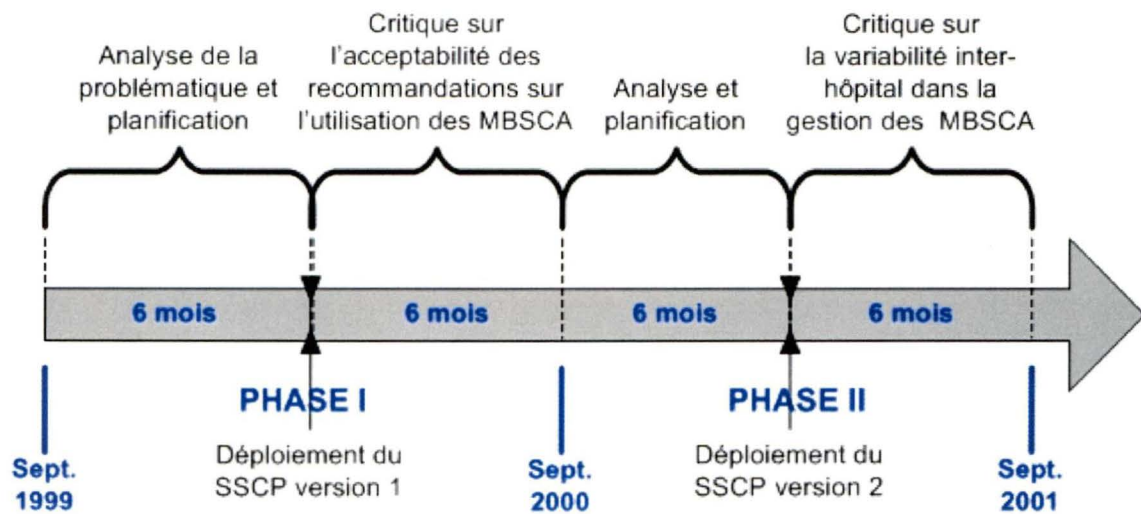 Analyse de la
problématique et
planification
Critique sur
l'acceptabilité des
recommandations sur
l'utilisation des MBSCA
Analyse et
planification
Critique sur
la variabilité inter-
hôpital dans la
gestion des MBSCA
6 mois
6 mois
6 mois
6 mois
PHASE I
PHASE II
Sept.
1999
Déploiement du
SSCP version 1
Sept.
2000
Déploiement du
SSCP version 2
Sept.
2001